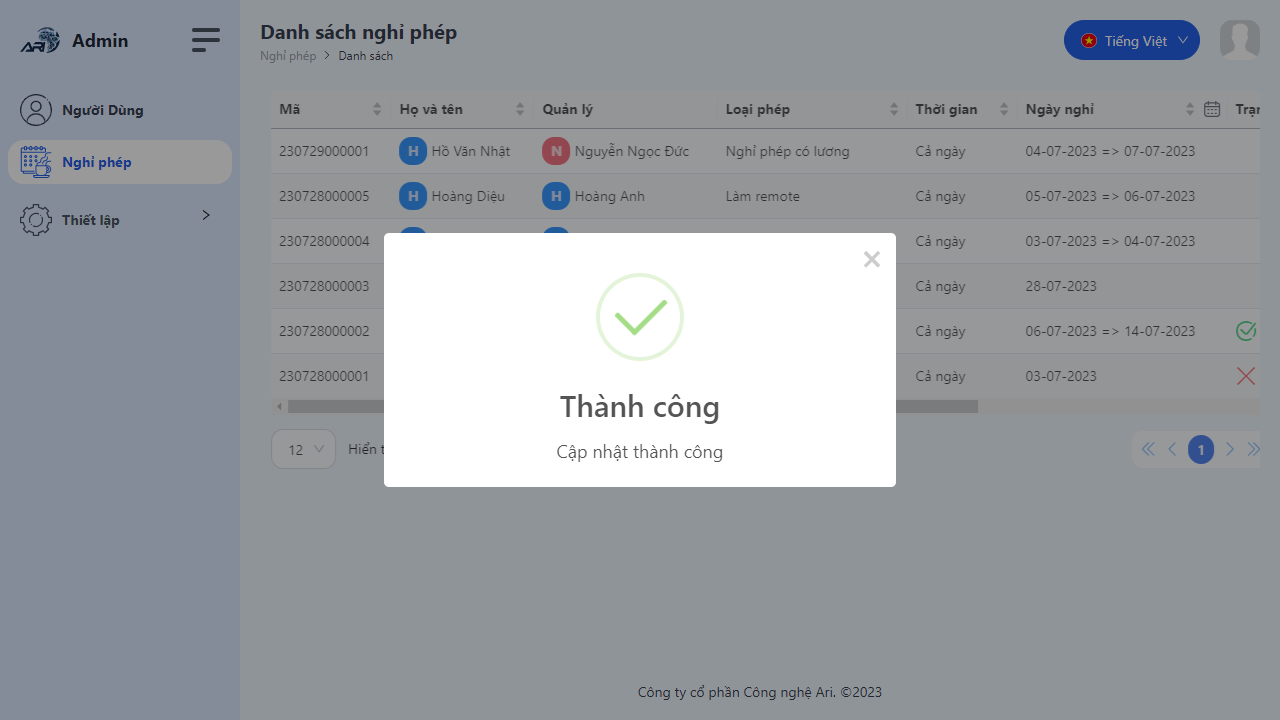 ARI Admin
Người Dùng
Nghỉ phép
Thiết lập
Danh sách nghỉ phép
Nghỉ phép > Danh sách
Tiếng Việt
Mã Họ và tên Quản lý Loại phép Thời gian Ngày nghỉ Trạn
230729000001 H Hồ Văn Nhật N Nguyễn Ngọc Đức Nghỉ phép có lương Cả ngày 04-07-2023 => 07-07-2023
230728000005 H Hoàng Diệu H Hoàng Anh Làm remote Cả ngày 05-07-2023 => 06-07-2023
230728000004 Cả ngày 03-07-2023 => 04-07-2023
230728000003 Cả ngày 28-07-2023
230728000002 Cả ngày 06-07-2023 => 14-07-2023
230728000001 Cả ngày 03-07-2023
×
Thành công
Cập nhật thành công
12 Hiển 1
Công ty cổ phần Công nghệ Ari. ©2023